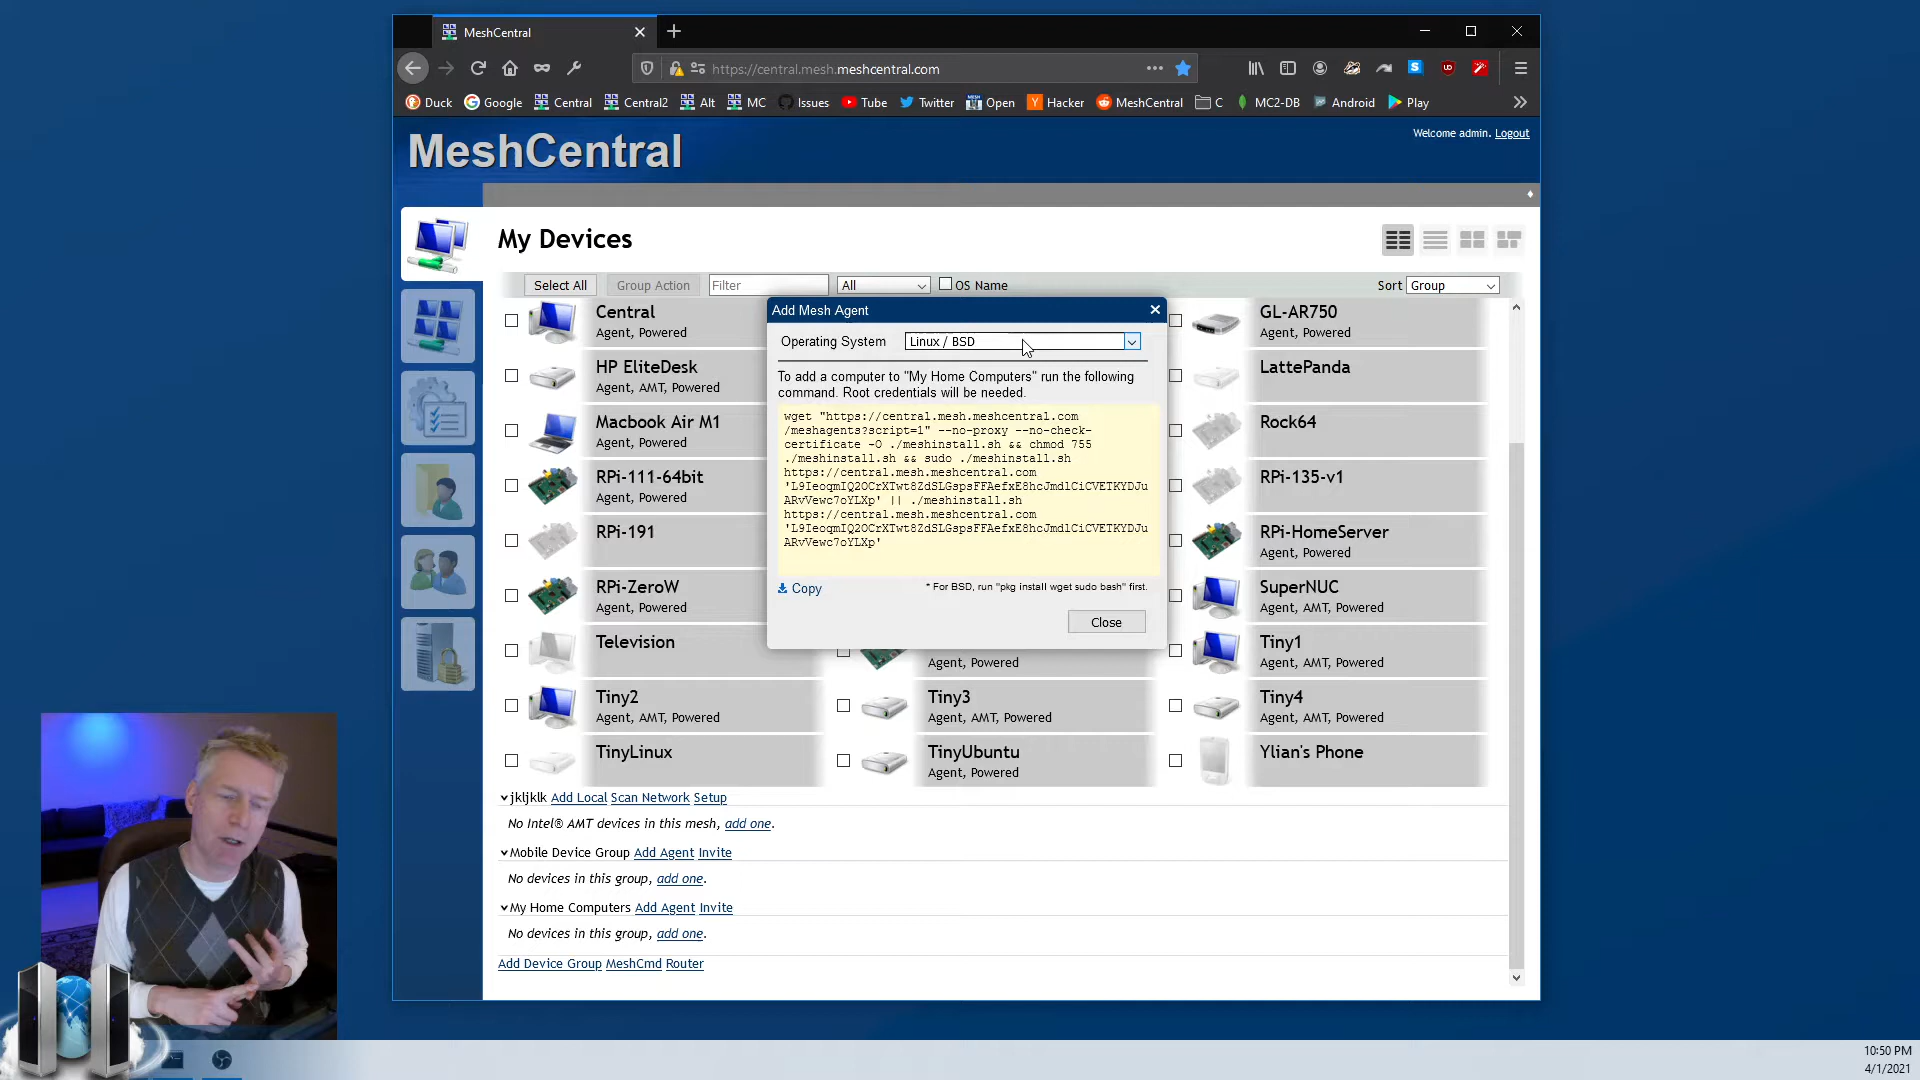 MeshCentral
https://central.mesh.meshcentral.com
Duck Google Central Central2 Alt MC Issues Tube Twitter Open Hacker MeshCentral C MC2-DB Android Play
MeshCentral
Welcome admin. Logout
My Devices
Select All Group Action Filter All OS Name Sort Group
Central
Agent, Powered
GL-AR750
Agent, Powered
HP EliteDesk
Agent, AMT, Powered
LattePanda
Macbook Air M1
Agent, Powered
Rock64
RPi-111-64bit
Agent, Powered
RPi-135-v1
RPi-191
RPi-HomeServer
Agent, Powered
RPi-ZeroW
Agent, Powered
SuperNUC
Agent, AMT, Powered
Television
Agent, Powered
Tiny1
Agent, AMT, Powered
Tiny2
Agent, AMT, Powered
Tiny3
Agent, AMT, Powered
Tiny4
Agent, AMT, Powered
TinyLinux
TinyUbuntu
Agent, Powered
Ylian's Phone
Add Mesh Agent
Operating System Linux / BSD
To add a computer to "My Home Computers" run the following
command. Root credentials will be needed.
wget "https://central.mesh.meshcentral.com
/meshagents?script=1" --no-proxy --no-check-
certificate -O ./meshinstall.sh && chmod 755
./meshinstall.sh && sudo ./meshinstall.sh
https://central.mesh.meshcentral.com
'L9IeoqmIQ2OCrXTwt8ZdSLGspsFFAefxE8hcJmdlCiCVETKYDJu
ARvVewc7oYLXp' || ./meshinstall.sh
https://central.mesh.meshcentral.com
'L9IeoqmIQ2OCrXTwt8ZdSLGspsFFAefxE8hcJmdlCiCVETKYDJu
ARvVewc7oYLXp'
Copy
* For BSD, run "pkg install wget sudo bash" first.
Close
jkljklk Add Local Scan Network Setup
No Intel® AMT devices in this mesh, add one.
Mobile Device Group Add Agent Invite
No devices in this group, add one.
My Home Computers Add Agent Invite
No devices in this group, add one.
Add Device Group MeshCmd Router
10:50 PM
4/1/2021